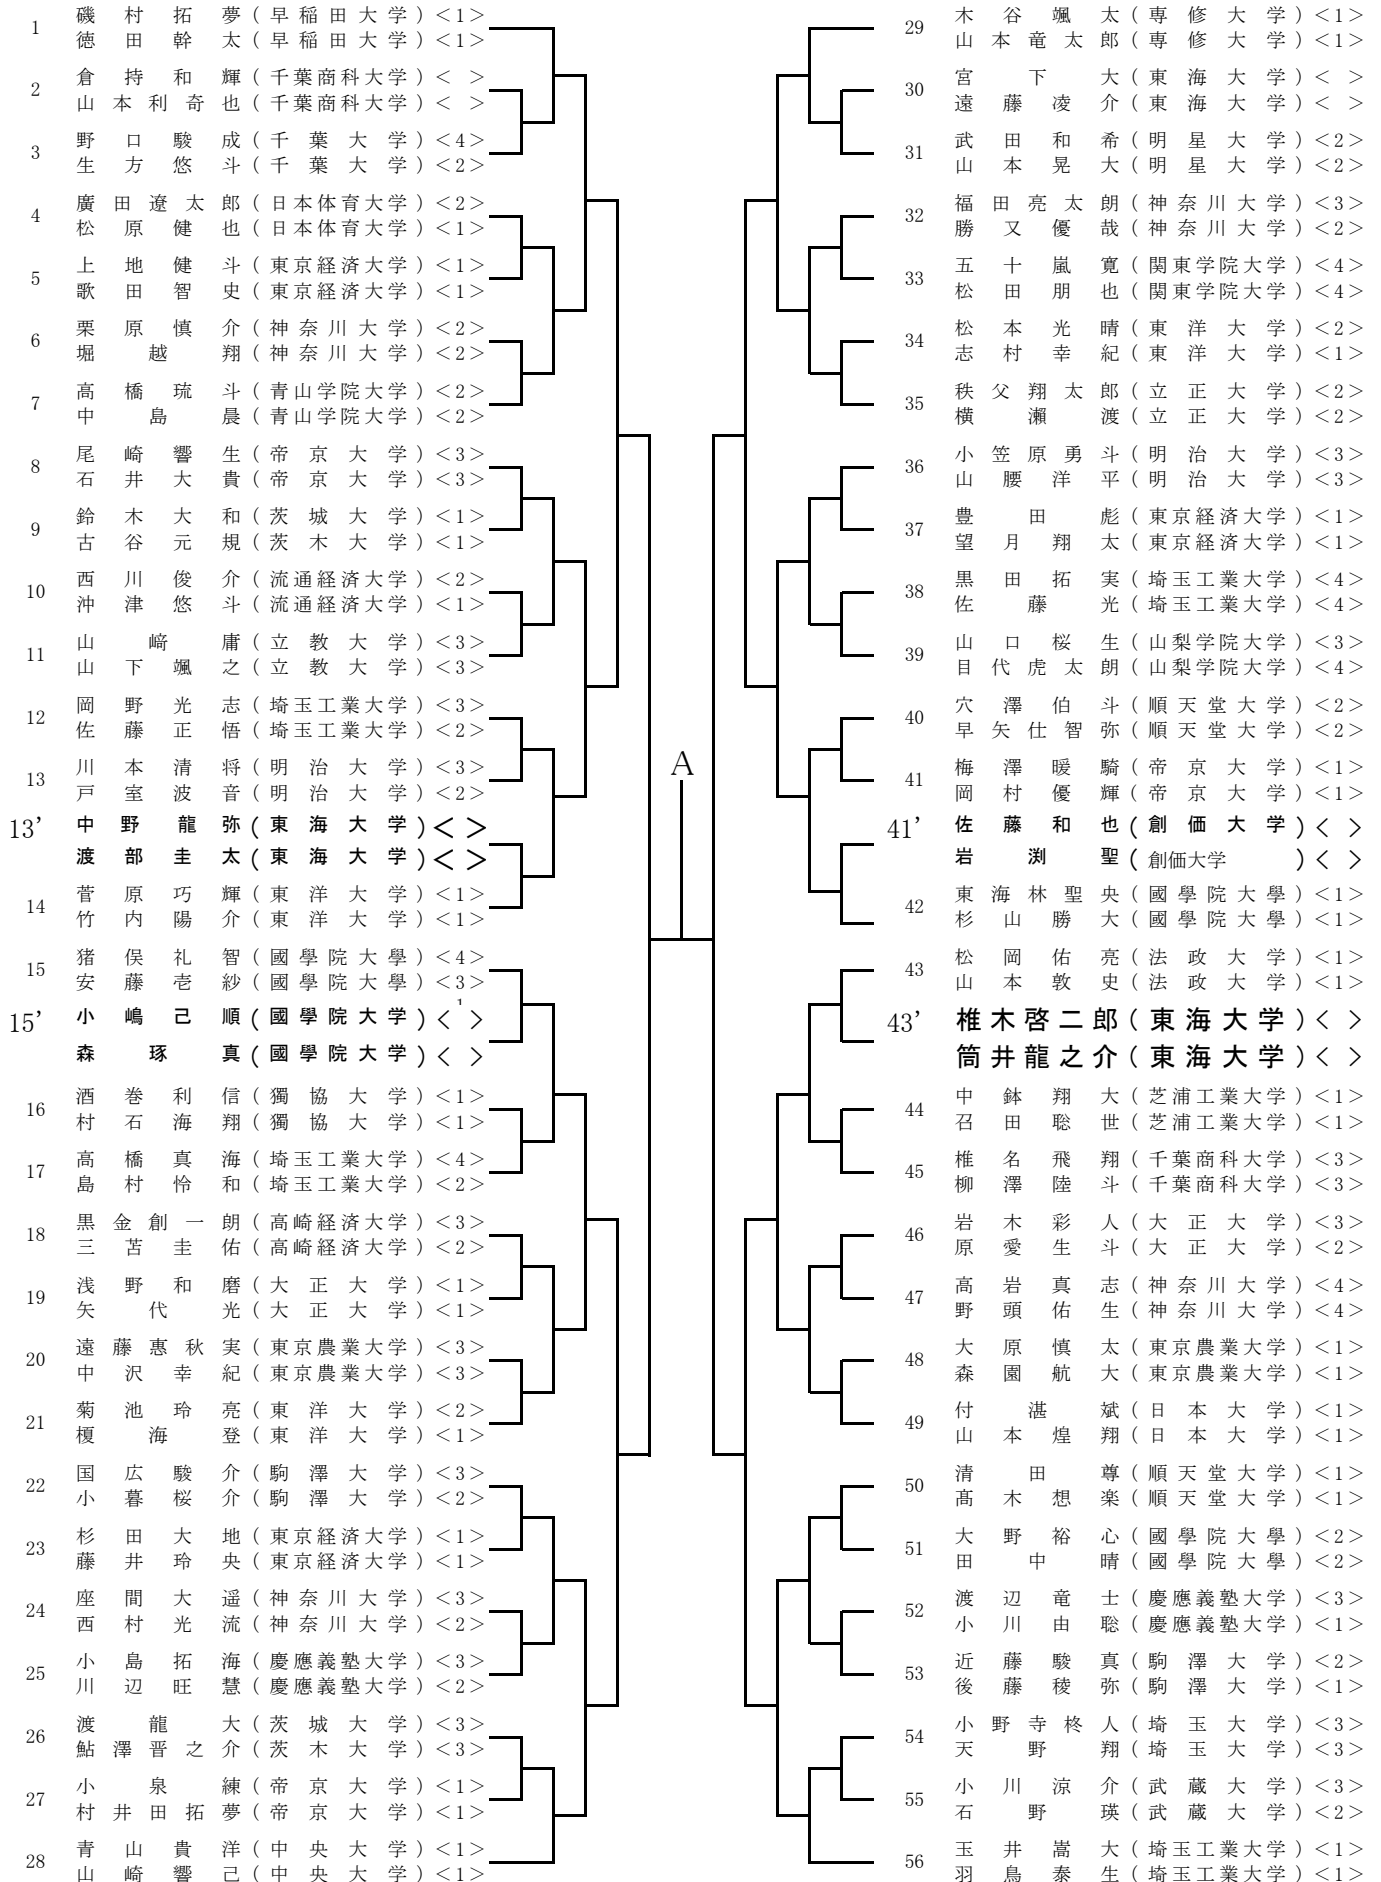 1
磯村拓夢(早稲田大学)<1>
徳田幹太(早稲田大学)<1>
2
倉持和輝(千葉商科大学)< >
山本利奇也(千葉商科大学)< >
3
野口駿成(千葉大学)<4>
生方悠斗(千葉大学)<2>
4
廣田遼太郎(日本体育大学)<2>
松原健也(日本体育大学)<1>
5
上地健斗(東京経済大学)<1>
歌田智史(東京経済大学)<1>
6
栗原慎介(神奈川大学)<2>
堀越翔(神奈川大学)<2>
7
高橋琉斗(青山学院大学)<2>
中島晨(青山学院大学)<2>
8
尾崎響生(帝京大学)<3>
石井大貴(帝京大学)<3>
9
鈴木大和(茨城大学)<1>
古谷元規(茨木大学)<1>
10
西川俊介(流通経済大学)<2>
沖津悠斗(流通経済大学)<1>
11
山﨑庸(立教大学)<3>
山下颯之(立教大学)<3>
12
岡野光志(埼玉工業大学)<3>
佐藤正悟(埼玉工業大学)<2>
13
川本清将(明治大学)<3>
戸室波音(明治大学)<2>
13’
中野龍弥(東海大学)< >
渡部圭太(東海大学)< >
14
菅原巧輝(東洋大学)<1>
竹内陽介(東洋大学)<1>
15
猪俣礼智(國學院大學)<4>
安藤壱紗(國學院大學)<3>
15’
小嶋己順(國學院大学)< >
森琢真(國學院大学)< >
16
酒巻利信(獨協大学)<1>
村石海翔(獨協大学)<1>
17
高橋真海(埼玉工業大学)<4>
島村怜和(埼玉工業大学)<2>
18
黒金創一朗(高崎経済大学)<3>
三苫圭佑(高崎経済大学)<2>
19
浅野和磨(大正大学)<1>
矢代光(大正大学)<1>
20
遠藤惠秋実(東京農業大学)<3>
中沢幸紀(東京農業大学)<3>
21
菊池玲亮(東洋大学)<2>
榎海登(東洋大学)<1>
22
国広駿介(駒澤大学)<3>
小暮桜介(駒澤大学)<2>
23
杉田大地(東京経済大学)<1>
藤井玲央(東京経済大学)<1>
24
座間大遥(神奈川大学)<3>
西村光流(神奈川大学)<2>
25
小島拓海(慶應義塾大学)<3>
川辺旺慧(慶應義塾大学)<2>
26
渡龍大(茨城大学)<3>
鮎澤晋之介(茨木大学)<3>
27
小泉練(帝京大学)<1>
村井田拓夢(帝京大学)<1>
28
青山貴洋(中央大学)<1>
山崎響己(中央大学)<1>
A
29
木谷颯太(専修大学)<1>
山本竜太郎(専修大学)<1>
30
宮下大(東海大学)< >
遠藤凌介(東海大学)< >
31
武田和希(明星大学)<2>
山本晃大(明星大学)<2>
32
福田亮太朗(神奈川大学)<3>
勝又優哉(神奈川大学)<2>
33
五十嵐寛(関東学院大学)<4>
松田朋也(関東学院大学)<4>
34
松本光晴(東洋大学)<2>
志村幸紀(東洋大学)<1>
35
秩父翔太郎(立正大学)<2>
横瀬渡(立正大学)<2>
36
小笠原勇斗(明治大学)<3>
山腰洋平(明治大学)<3>
37
豊田彪(東京経済大学)<1>
望月翔太(東京経済大学)<1>
38
黒田拓実(埼玉工業大学)<4>
佐藤光(埼玉工業大学)<4>
39
山口桜生(山梨学院大学)<3>
目代虎太朗(山梨学院大学)<4>
40
穴澤伯斗(順天堂大学)<2>
早矢仕智弥(順天堂大学)<2>
41
梅澤暖騎(帝京大学)<1>
岡村優輝(帝京大学)<1>
41’
佐藤和也(創価大学)< >
岩渕聖(創価大学)< >
42
東海林聖央(國學院大學)<1>
杉山勝大(國學院大學)<1>
43
松岡佑亮(法政大学)<1>
山本敦史(法政大学)<1>
43’
椎木啓二郎(東海大学)< >
筒井龍之介(東海大学)< >
44
中鉢翔大(芝浦工業大学)<1>
召田聡世(芝浦工業大学)<1>
45
椎名飛翔(千葉商科大学)<3>
柳澤陸斗(千葉商科大学)<3>
46
岩木彩人(大正大学)<3>
原愛生斗(大正大学)<2>
47
高岩真志(神奈川大学)<4>
野頭佑生(神奈川大学)<4>
48
大原慎太(東京農業大学)<1>
森園航大(東京農業大学)<1>
49
付湛斌(日本大学)<1>
山本煌翔(日本大学)<1>
50
清田尊(順天堂大学)<1>
髙木想楽(順天堂大学)<1>
51
大野裕心(國學院大學)<2>
田中晴(國學院大學)<2>
52
渡辺竜士(慶應義塾大学)<3>
小川由聡(慶應義塾大学)<1>
53
近藤駿真(駒澤大学)<2>
後藤稜弥(駒澤大学)<1>
54
小野寺柊人(埼玉大学)<3>
天野翔(埼玉大学)<3>
55
小川涼介(武蔵大学)<3>
石野瑛(武蔵大学)<2>
56
玉井嵩大(埼玉工業大学)<1>
羽鳥泰生(埼玉工業大学)<1>